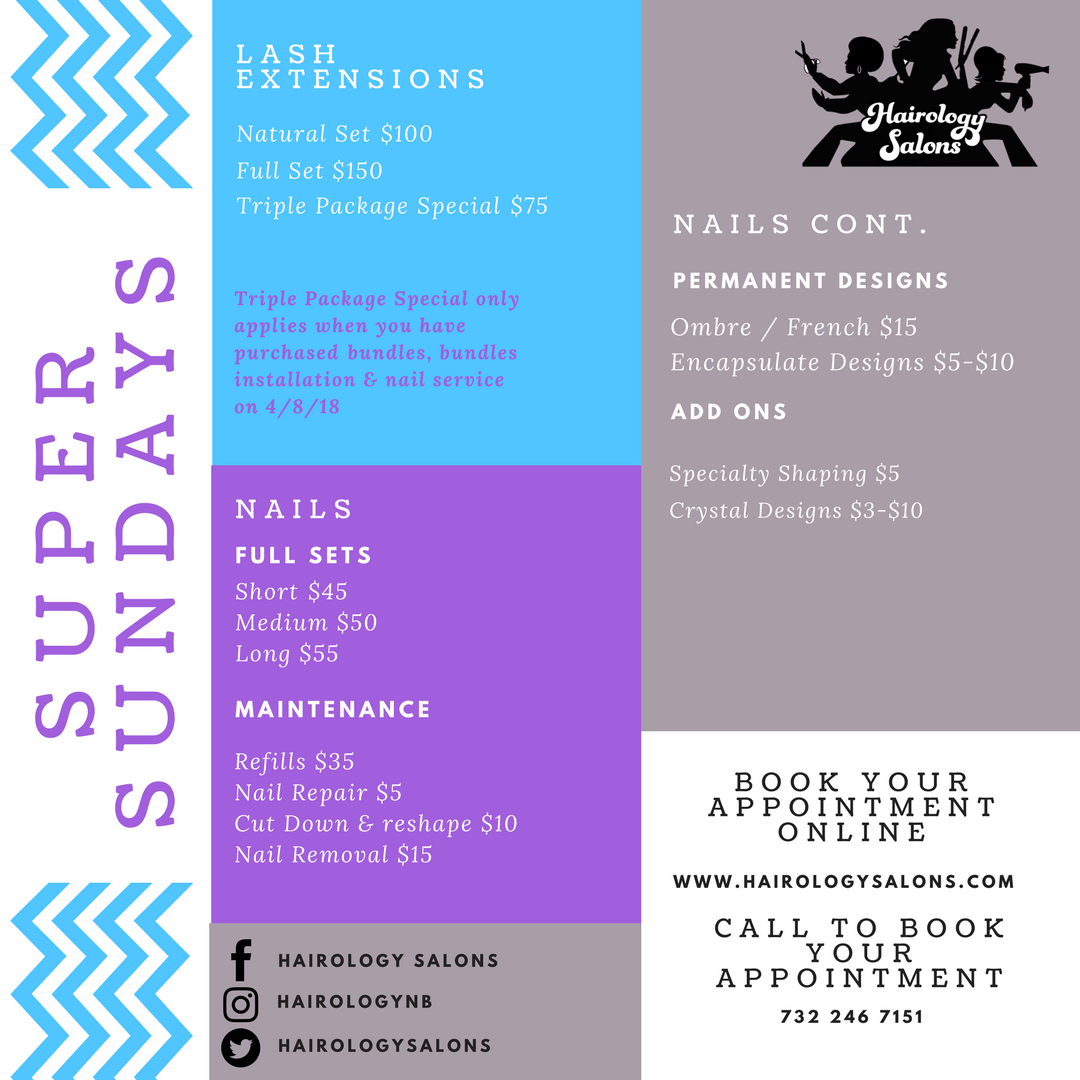 SUPER
SUNDAYS
LASH
EXTENSIONS
Natural Set $100
Full Set $150
Triple Package Special $75
Triple Package Special only
applies when you have
purchased bundles, bundles
installation & nail service
on 4/8/18
NAILS
FULL SETS
Short $45
Medium $50
Long $55
MAINTENANCE
Refills $35
Nail Repair $5
Cut Down & reshape $10
Nail Removal $15
HAIROLOGY SALONS
HAIROLOGYNB
HAIROLOGYSALONS
Hairology
Salons
NAILS CONT.
PERMANENT DESIGNS
Ombre / French $15
Encapsulate Designs $5-$10
ADD ONS
Specialty Shaping $5
Crystal Designs $3-$10
BOOK YOUR
APPOINTMENT
ONLINE
WWW.HAIROLOGYSALONS.COM
CALL TO BOOK
YOUR
APPOINTMENT
732 246 7151